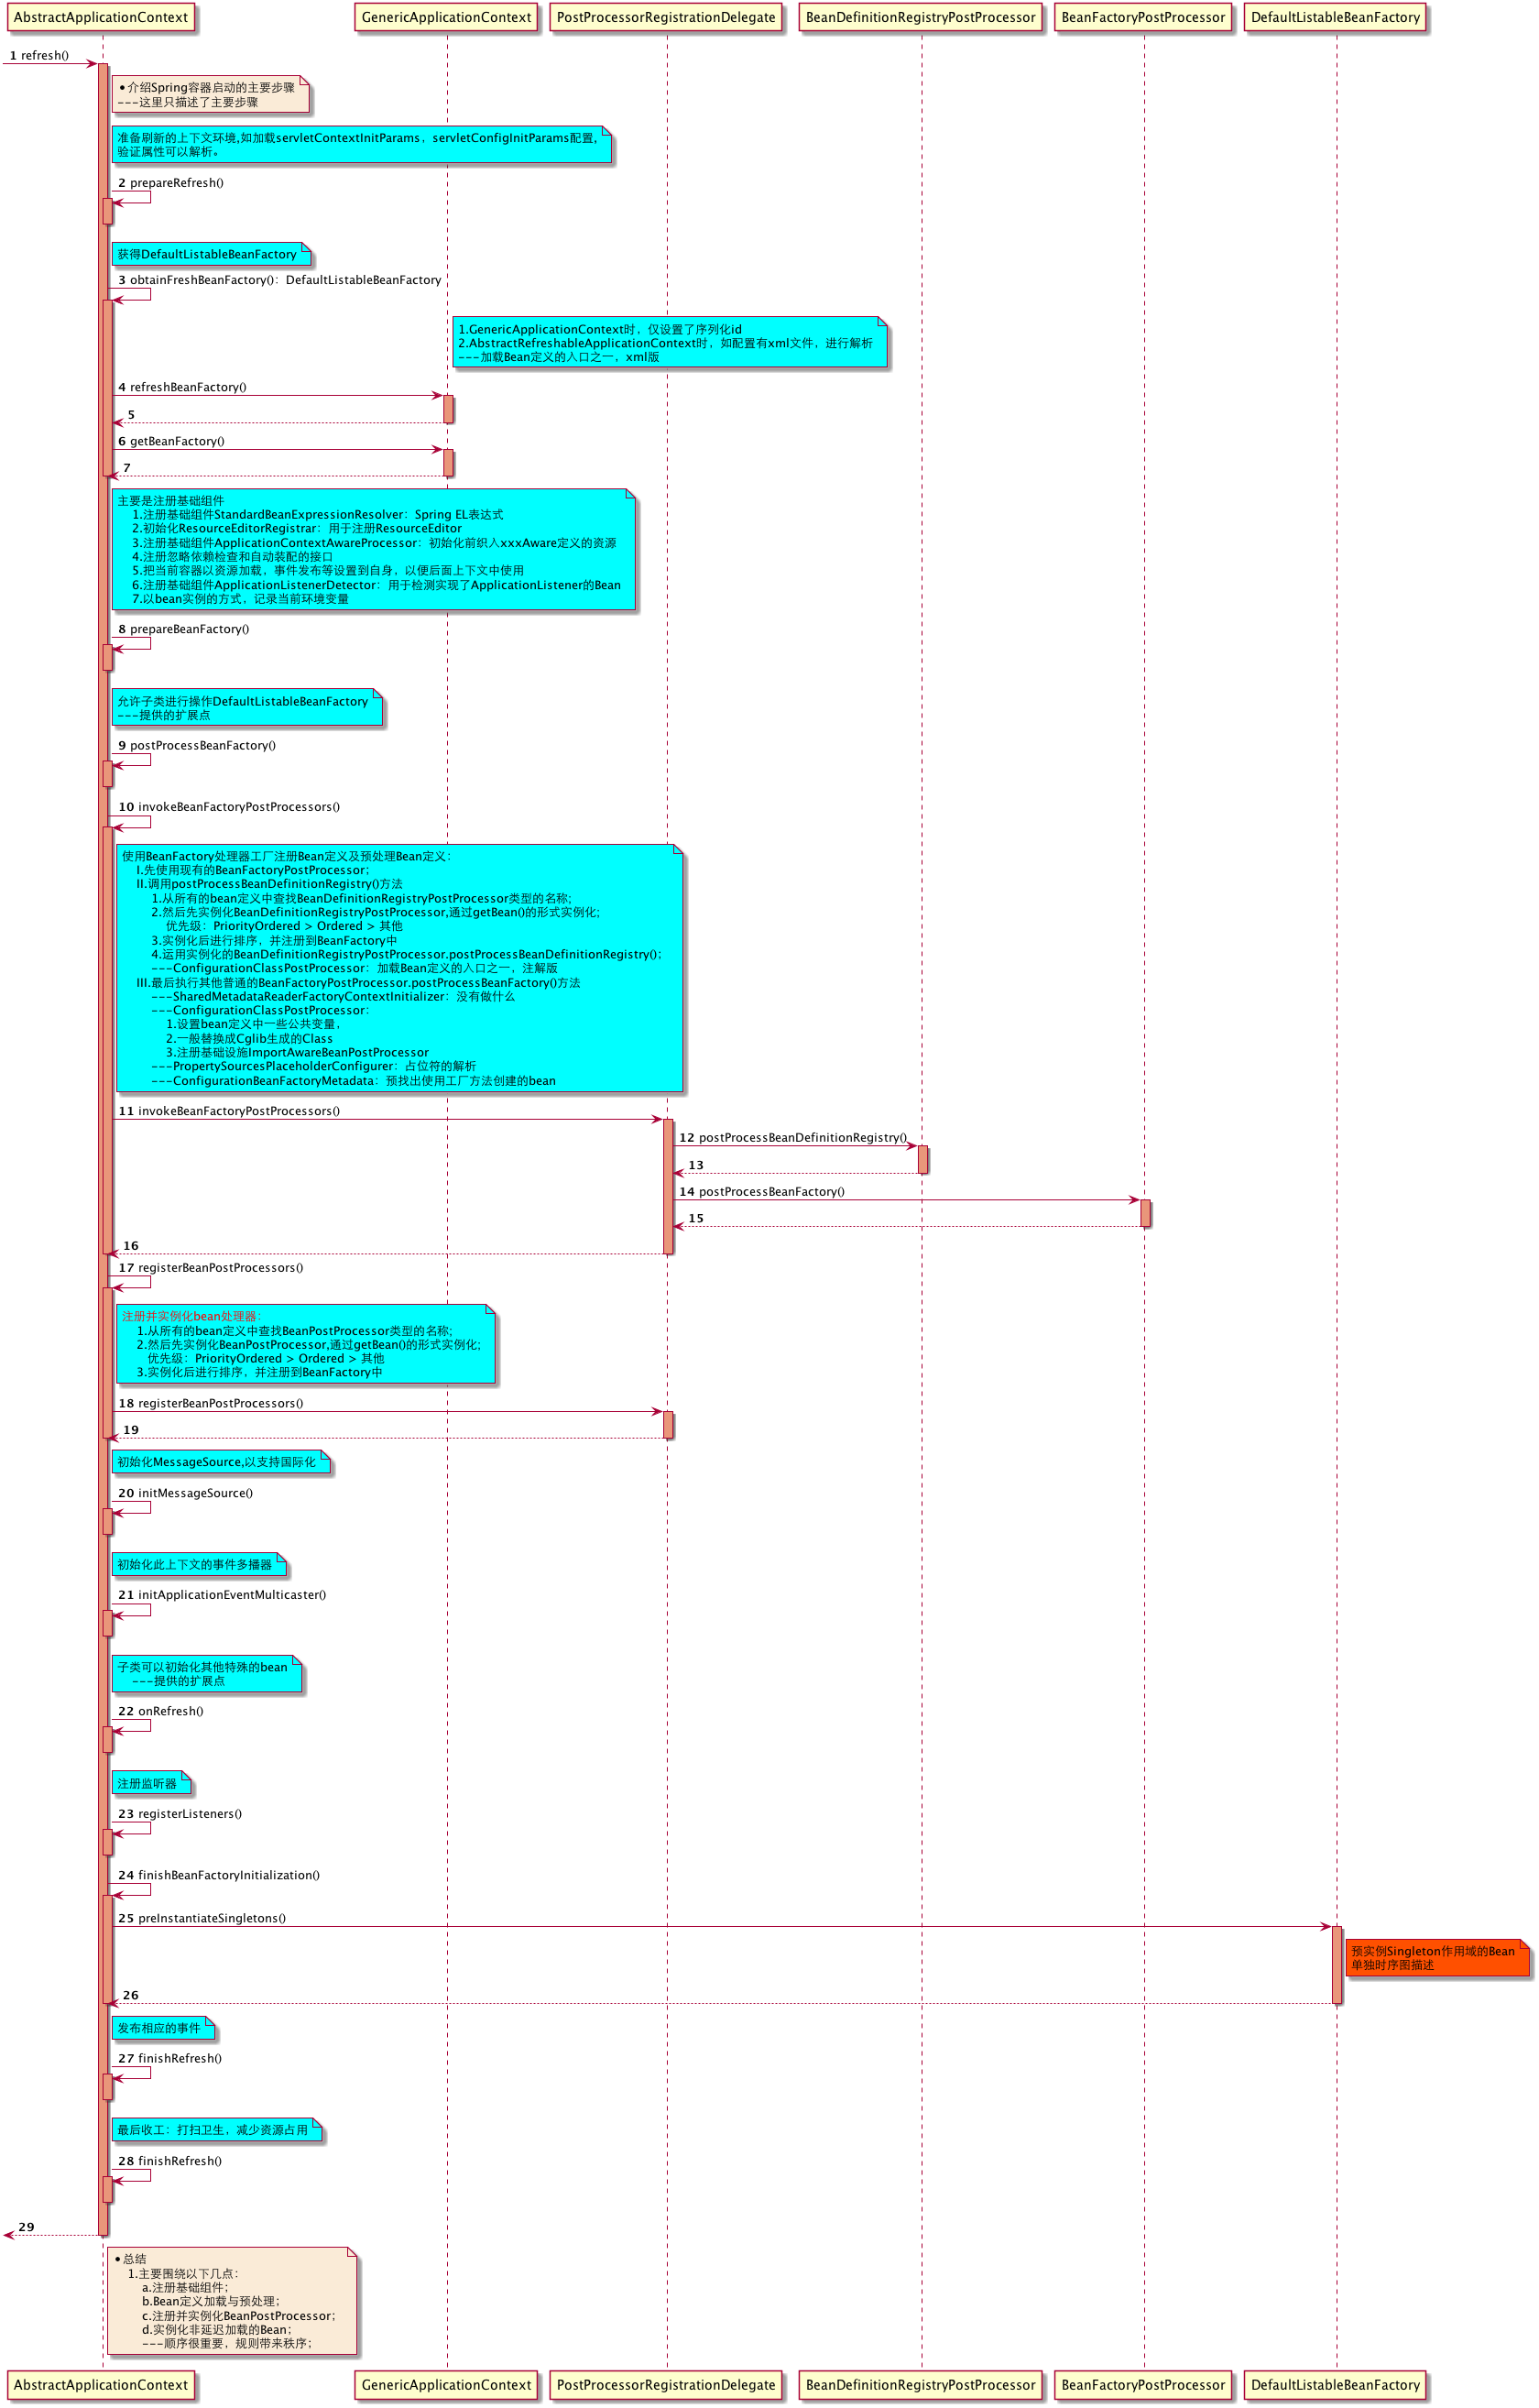 AbstractApplicationContext
GenericApplicationContext
PostProcessorRegistrationDelegate
BeanDefinitionRegistryPostProcessor
BeanFactoryPostProcessor
DefaultListableBeanFactory
1 refresh()
•介绍Spring容器启动的主要步骤
---这里只描述了主要步骤
准备刷新的上下文环境,如加载servletContextInitParams，servletConfigInitParams配置,
验证属性可以解析。
2 prepareRefresh()
获得DefaultListableBeanFactory
3 obtainFreshBeanFactory()：DefaultListableBeanFactory
1.GenericApplicationContext时，仅设置了序列化id
2.AbstractRefreshableApplicationContext时，如配置有xml文件，进行解析
---加载Bean定义的入口之一，xml版
4 refreshBeanFactory()
5
6 getBeanFactory()
7
主要是注册基础组件
1.注册基础组件StandardBeanExpressionResolver：Spring EL表达式
2.初始化ResourceEditorRegistrar：用于注册ResourceEditor
3.注册基础组件ApplicationContextAwareProcessor：初始化前织入xxxAware定义的资源
4.注册忽略依赖检查和自动装配的接口
5.把当前容器以资源加载，事件发布等设置到自身，以便后面上下文中使用
6.注册基础组件ApplicationListenerDetector：用于检测实现了ApplicationListener的Bean
7.以bean实例的方式，记录当前环境变量
8 prepareBeanFactory()
允许子类进行操作DefaultListableBeanFactory
---提供的扩展点
9 postProcessBeanFactory()
10 invokeBeanFactoryPostProcessors()
使用BeanFactory处理器工厂注册Bean定义及预处理Bean定义：
I.先使用现有的BeanFactoryPostProcessor；
II.调用postProcessBeanDefinitionRegistry()方法
1.从所有的bean定义中查找BeanDefinitionRegistryPostProcessor类型的名称;
2.然后先实例化BeanDefinitionRegistryPostProcessor,通过getBean()的形式实例化;
优先级：PriorityOrdered > Ordered > 其他
3.实例化后进行排序，并注册到BeanFactory中
4.运用实例化的BeanDefinitionRegistryPostProcessor.postProcessBeanDefinitionRegistry()；
---ConfigurationClassPostProcessor：加载Bean定义的入口之一，注解版
III.最后执行其他普通的BeanFactoryPostProcessor.postProcessBeanFactory()方法
---SharedMetadataReaderFactoryContextInitializer：没有做什么
---ConfigurationClassPostProcessor：
1.设置bean定义中一些公共变量，
2.一般替换成Cglib生成的Class
3.注册基础设施ImportAwareBeanPostProcessor
---PropertySourcesPlaceholderConfigurer：占位符的解析
---ConfigurationBeanFactoryMetadata：预找出使用工厂方法创建的bean
11 invokeBeanFactoryPostProcessors()
12 postProcessBeanDefinitionRegistry()
13
14 postProcessBeanFactory()
15
16
17 registerBeanPostProcessors()
注册并实例化bean处理器：
1.从所有的bean定义中查找BeanPostProcessor类型的名称;
2.然后先实例化BeanPostProcessor,通过getBean()的形式实例化;
优先级：PriorityOrdered > Ordered > 其他
3.实例化后进行排序，并注册到BeanFactory中
18 registerBeanPostProcessors()
19
初始化MessageSource,以支持国际化
20 initMessageSource()
初始化此上下文的事件多播器
21 initApplicationEventMulticaster()
子类可以初始化其他特殊的bean
---提供的扩展点
22 onRefresh()
注册监听器
23 registerListeners()
24 finishBeanFactoryInitialization()
25 preInstantiateSingletons()
预实例Singleton作用域的Bean
单独时序图描述
26
发布相应的事件
27 finishRefresh()
最后收工：打扫卫生，减少资源占用
28 finishRefresh()
29
•总结
1.主要围绕以下几点：
a.注册基础组件；
b.Bean定义加载与预处理；
c.注册并实例化BeanPostProcessor；
d.实例化非延迟加载的Bean；
---顺序很重要，规则带来秩序；
AbstractApplicationContext
GenericApplicationContext
PostProcessorRegistrationDelegate
BeanDefinitionRegistryPostProcessor
BeanFactoryPostProcessor
DefaultListableBeanFactory